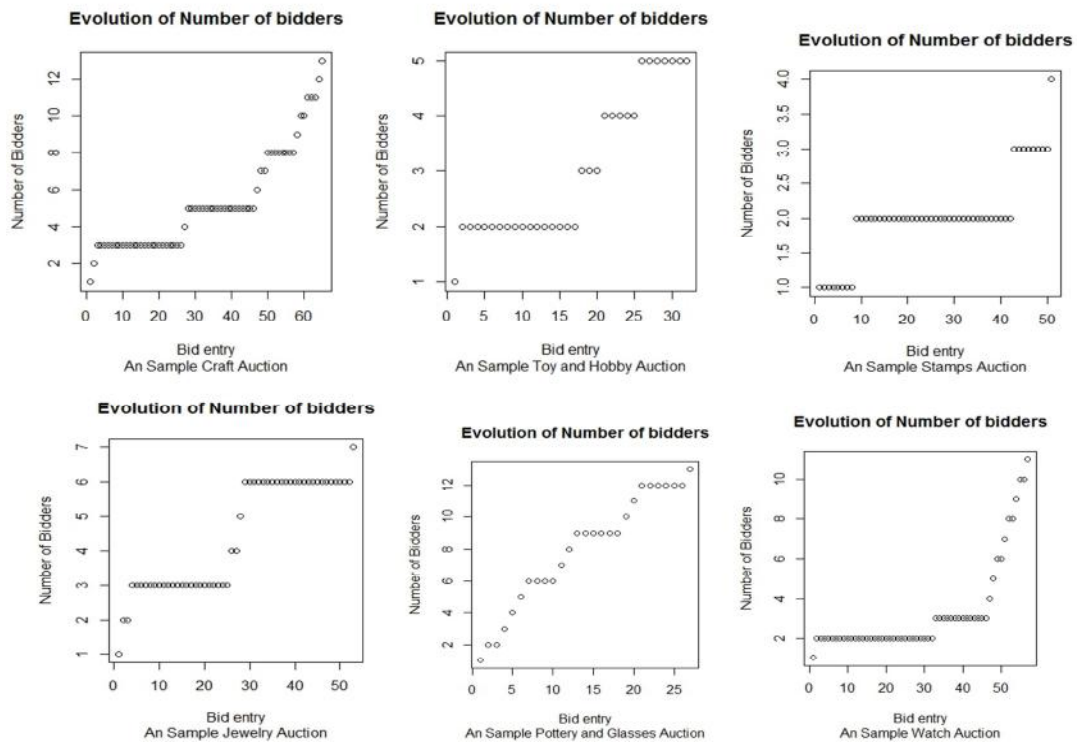 Evolution of Number of bidders
Number of Bidders
12
10
8
6
4
2
0 10 20 30 40 50 60
Bid entry
An Sample Craft Auction
Evolution of Number of bidders
Number of Bidders
5
4
3
2
1
0 5 10 15 20 25 30
Bid entry
An Sample Toy and Hobby Auction
Evolution of Number of bidders
Number of Bidders
4.0
3.5
3.0
2.5
2.0
1.5
1.0
0 10 20 30 40 50
Bid entry
An Sample Stamps Auction
Evolution of Number of bidders
Number of Bidders
7
6
5
4
3
2
1
0 10 20 30 40 50
Bid entry
An Sample Jewelry Auction
Evolution of Number of bidders
Number of Bidders
12
10
8
6
4
2
0 5 10 15 20 25
Bid entry
An Sample Pottery and Glasses Auction
Evolution of Number of bidders
Number of Bidders
10
8
6
4
2
0 10 20 30 40 50
Bid entry
An Sample Watch Auction